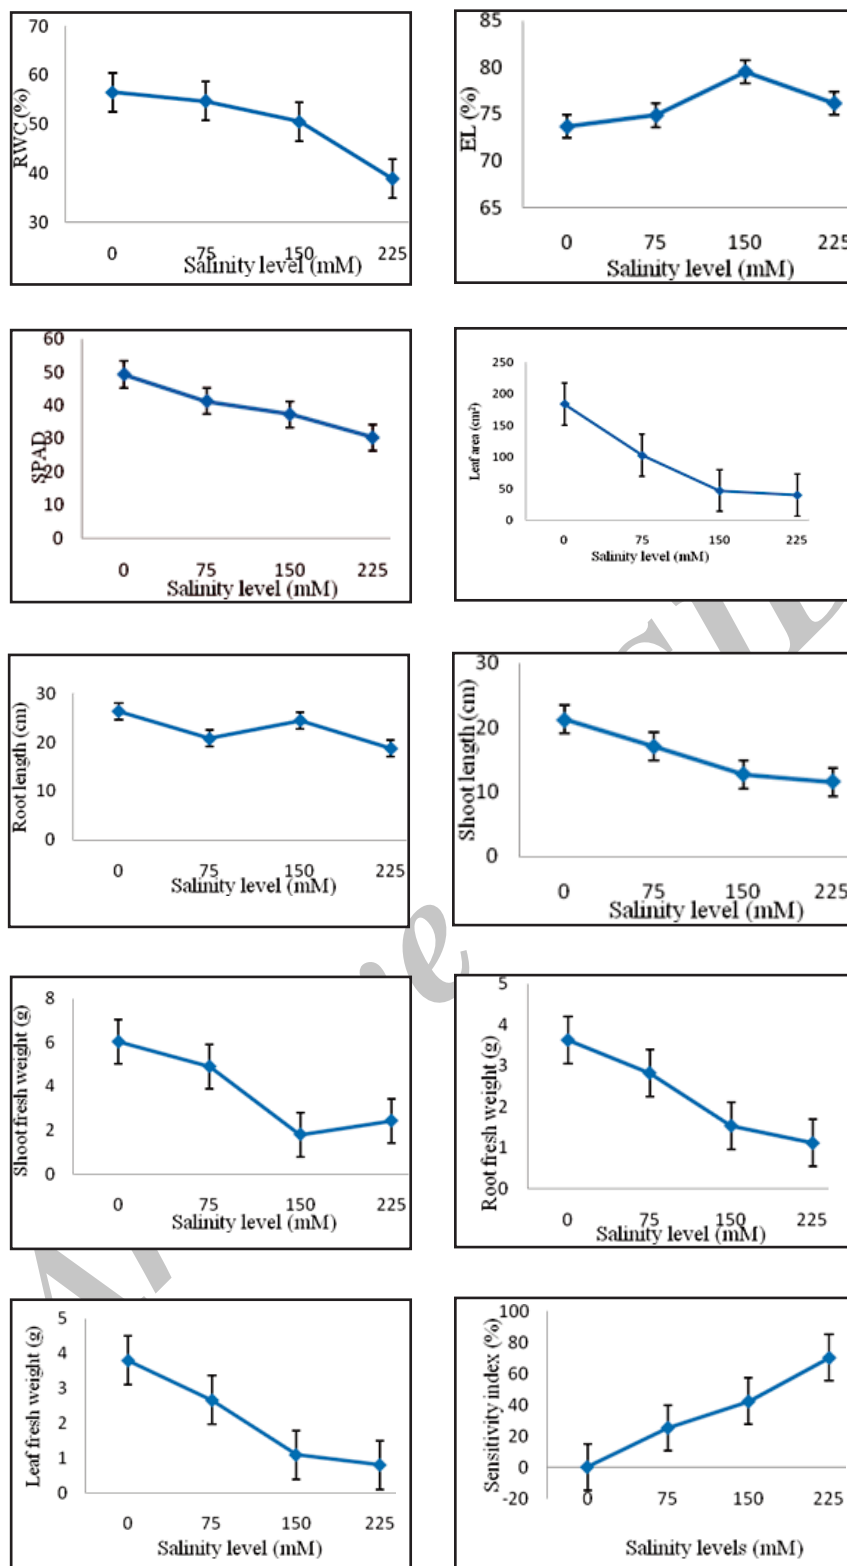 70
60
50
40
30
RWC (%)
0 75 150 225
Salinity level (mM)
85
80
75
70
65
EL (%)
0 75 150 225
Salinity level (mM)
60
50
40
30
20
10
0
SPAD
0 75 150 225
Salinity level (mM)
250
200
150
100
50
0
Leaf area (cm²)
0 75 150 225
Salinity level (mM)
30
20
10
0
Root length (cm)
0 75 150 225
Salinity level (mM)
30
20
10
0
Shoot length (cm)
0 75 150 225
Salinity level (mM)
8
6
4
2
0
Shoot fresh weight (g)
0 75 150 225
Salinity level (mM)
5
4
3
2
1
0
Root fresh weight (g)
0 75 150 225
Salinity level (mM)
5
4
3
2
1
0
Leaf fresh weight (g)
0 75 150 225
Salinity level (mM)
100
80
60
40
20
0
-20
Sensitivity index (%)
0 75 150 225
Salinity levels (mM)